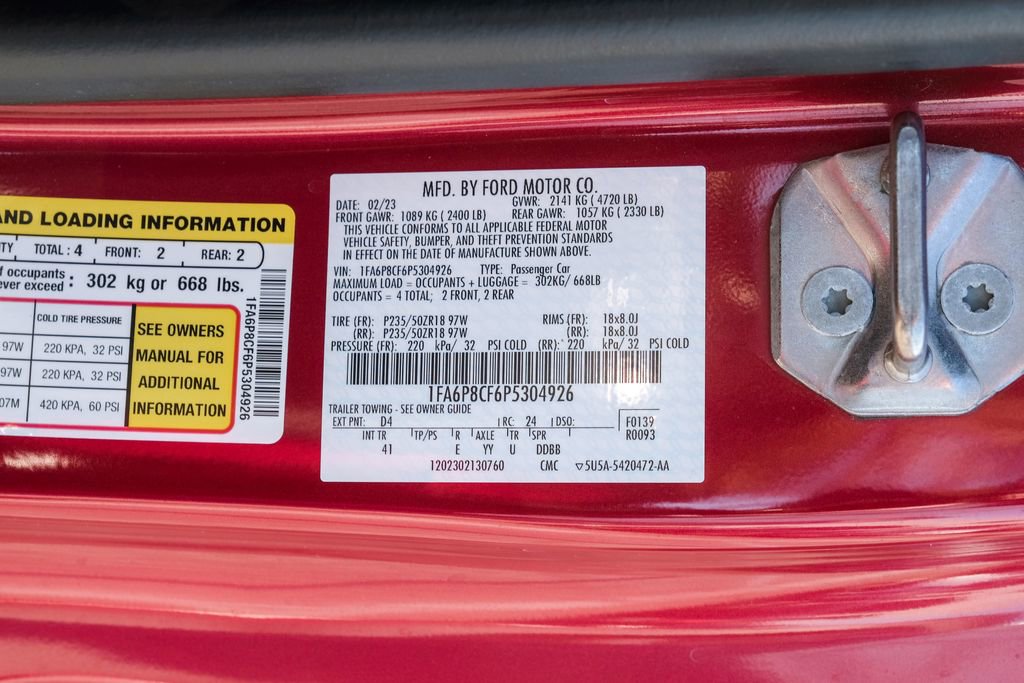 AND LOADING INFORMATION
TOTAL : 4 FRONT: 2 REAR: 2
occupants
exceed : 302 kg or 668 lbs.
COLD TIRE PRESSURE
97W 220 KPA, 32 PSI
97W 220 KPA, 32 PSI
07M 420 KPA, 60 PSI
SEE OWNERS
MANUAL FOR
ADDITIONAL
INFORMATION
1FA6P8CF6P5304926
MFD. BY FORD MOTOR CO.
DATE: 02/23 GVWR: 2141 KG ( 4720 LB)
FRONT GAWR: 1089 KG ( 2400 LB) REAR GAWR: 1057 KG ( 2330 LB)
THIS VEHICLE CONFORMS TO ALL APPLICABLE FEDERAL MOTOR
VEHICLE SAFETY, BUMPER, AND THEFT PREVENTION STANDARDS
IN EFFECT ON THE DATE OF MANUFACTURE SHOWN ABOVE.
VIN: 1FA6P8CF6P5304926 TYPE: Passenger Car
MAXIMUM LOAD = OCCUPANTS + LUGGAGE = 302KG/ 668LB
OCCUPANTS = 4 TOTAL; 2 FRONT, 2 REAR
TIRE (FR): P235/50ZR18 97W RIMS (FR): 18x8.0J
(RR): P235/50ZR18 97W (RR): 18x8.0J
PRESSURE (FR): 220 kPa/ 32 PSI COLD (RR): 220 kPa/ 32 PSI COLD
1FA6P8CF6P5304926
TRAILER TOWING - SEE OWNER GUIDE
EXT PNT: D4 RC: 24 DSO: F0139
INT TR TP/PS R AXLE TR SPR R0093
41 E YY U DDBB
1202302130760 CMC ▽5U5A-5420472-AA